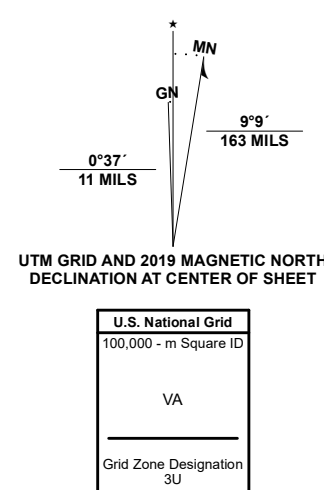 ★
MN
GN
9°9´
163 MILS
0°37´
11 MILS
UTM GRID AND 2019 MAGNETIC NORTH
DECLINATION AT CENTER OF SHEET
U.S. National Grid
100,000 - m Square ID
VA
Grid Zone Designation
3U